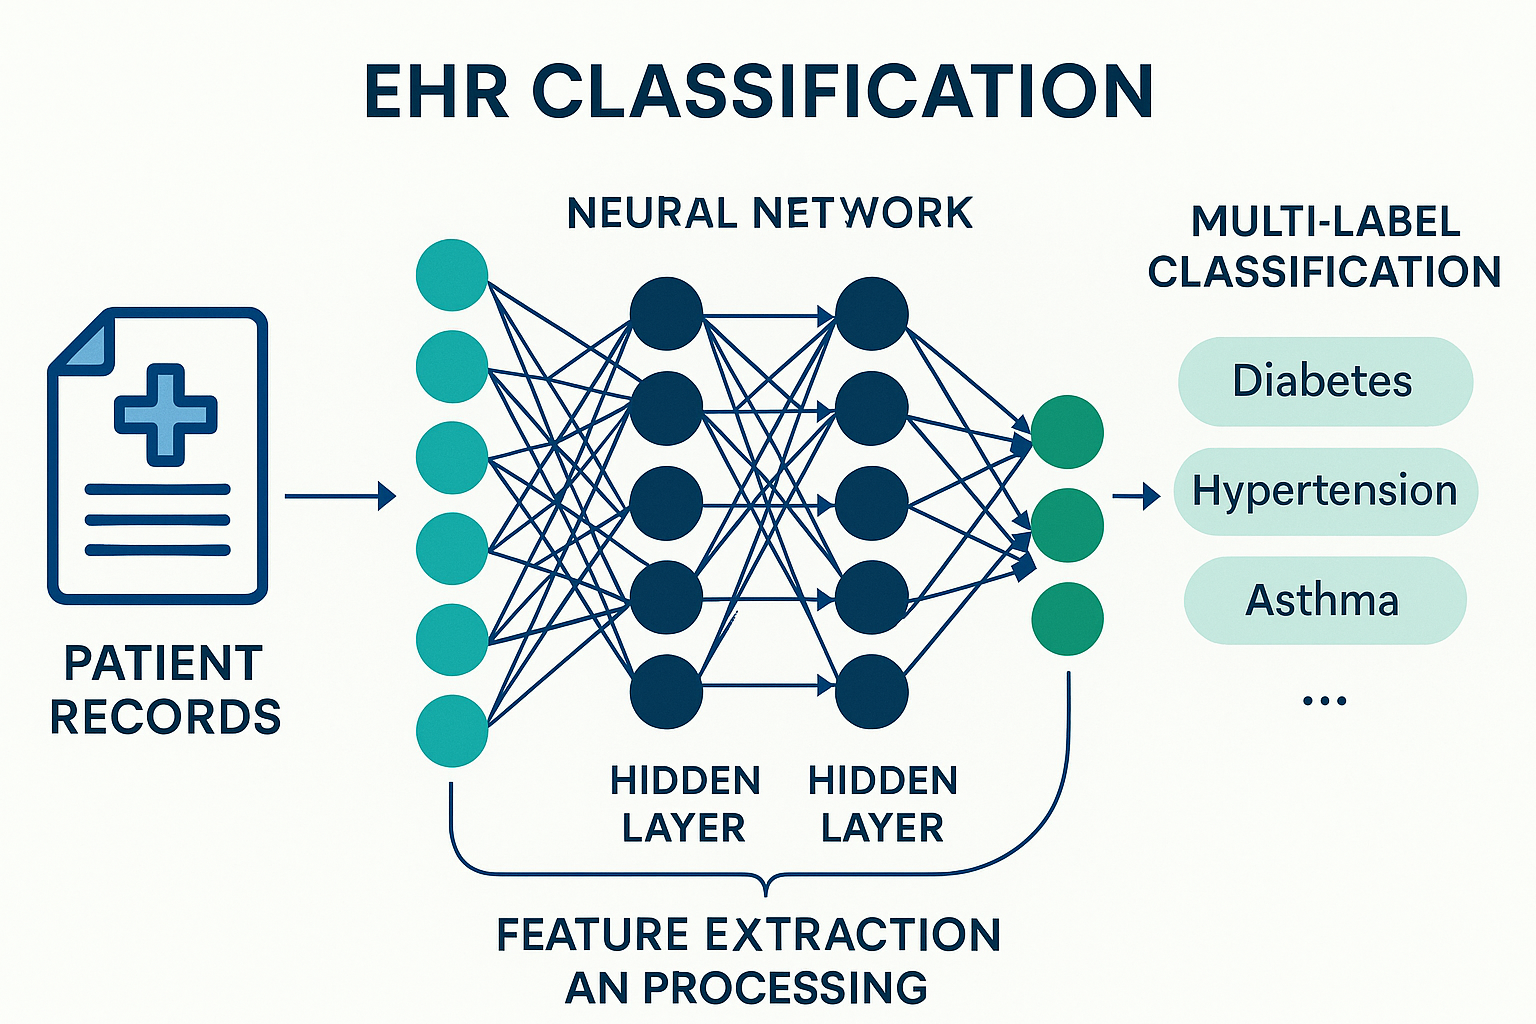 EHR CLASSIFICATION
NEURAL NETWORK
MULTI-LABEL
CLASSIFICATION
Diabetes
Hypertension
Asthma
...
PATIENT
RECORDS
HIDDEN
LAYER
HIDDEN
LAYER
FEATURE EXTRACTION
AN PROCESSING